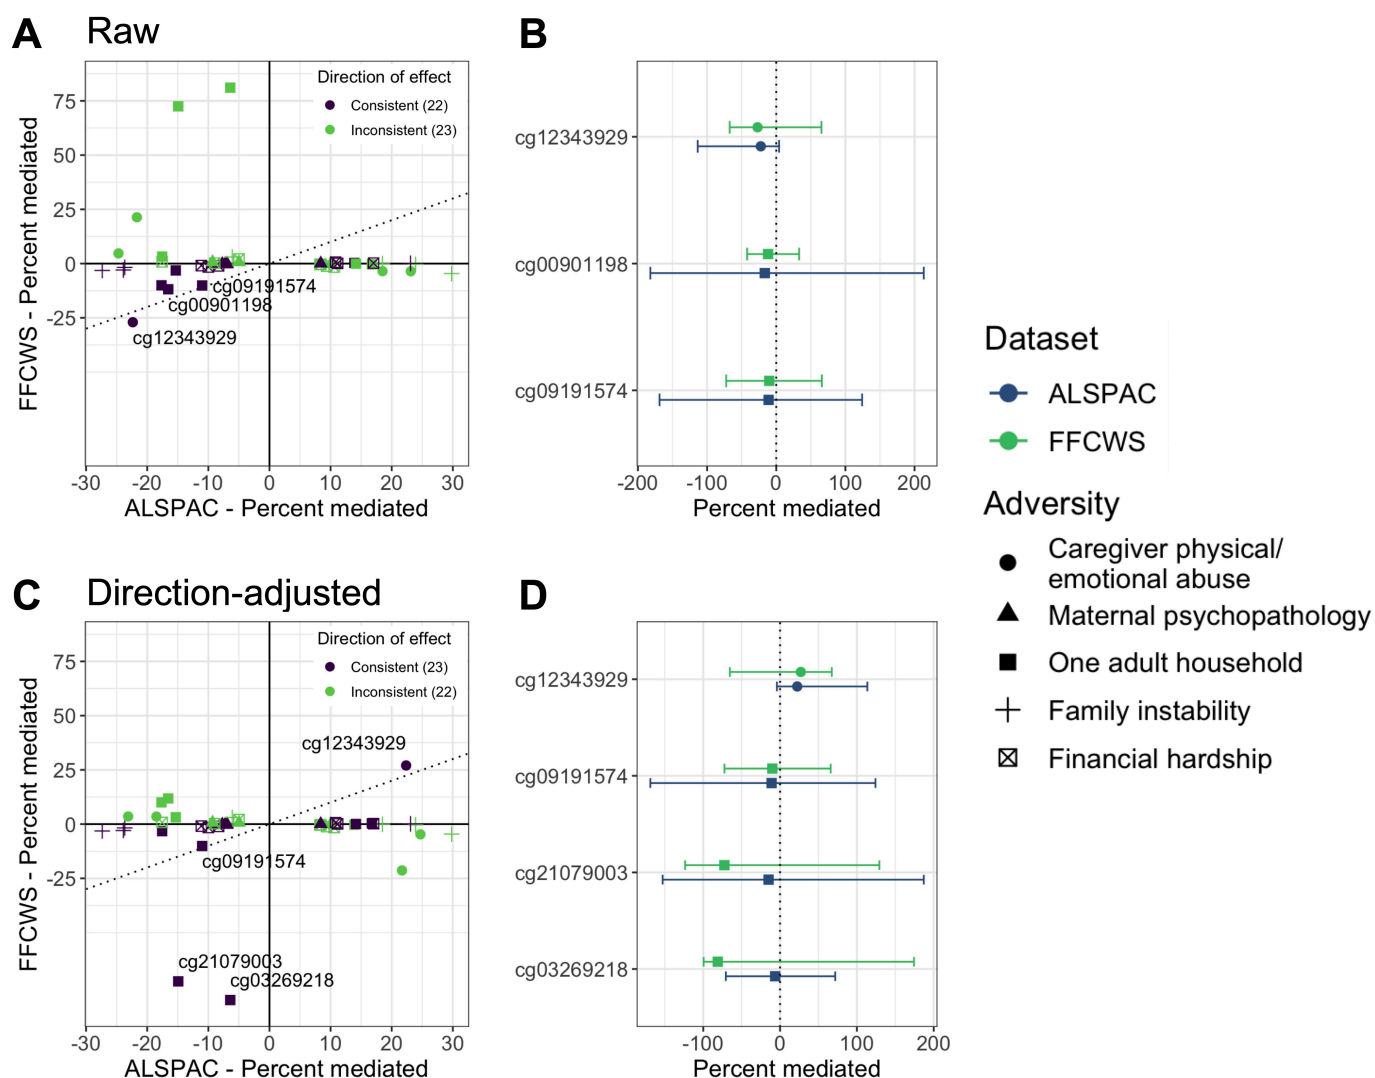 A
Raw
B
FFCWS - Percent mediated
75
50
25
0
-25
Direction of effect
Consistent (22)
Inconsistent (23)
cg09191574
cg00901198
cg12343929
-30
-20
-10
0
10
20
30
ALSPAC - Percent mediated
cg12343929
cg00901198
cg09191574
-200
-100
0
100
200
Percent mediated
Dataset
ALSPAC
FFCWS
Adversity
Caregiver physical/
emotional abuse
Maternal psychopathology
One adult household
Family instability
Financial hardship
C
Direction-adjusted
D
FFCWS - Percent mediated
75
50
25
0
-25
Direction of effect
Consistent (23)
Inconsistent (22)
cg12343929
cg09191574
cg21079003
cg03269218
-30
-20
-10
0
10
20
30
ALSPAC - Percent mediated
cg12343929
cg09191574
cg21079003
cg03269218
-100
0
100
200
Percent mediated